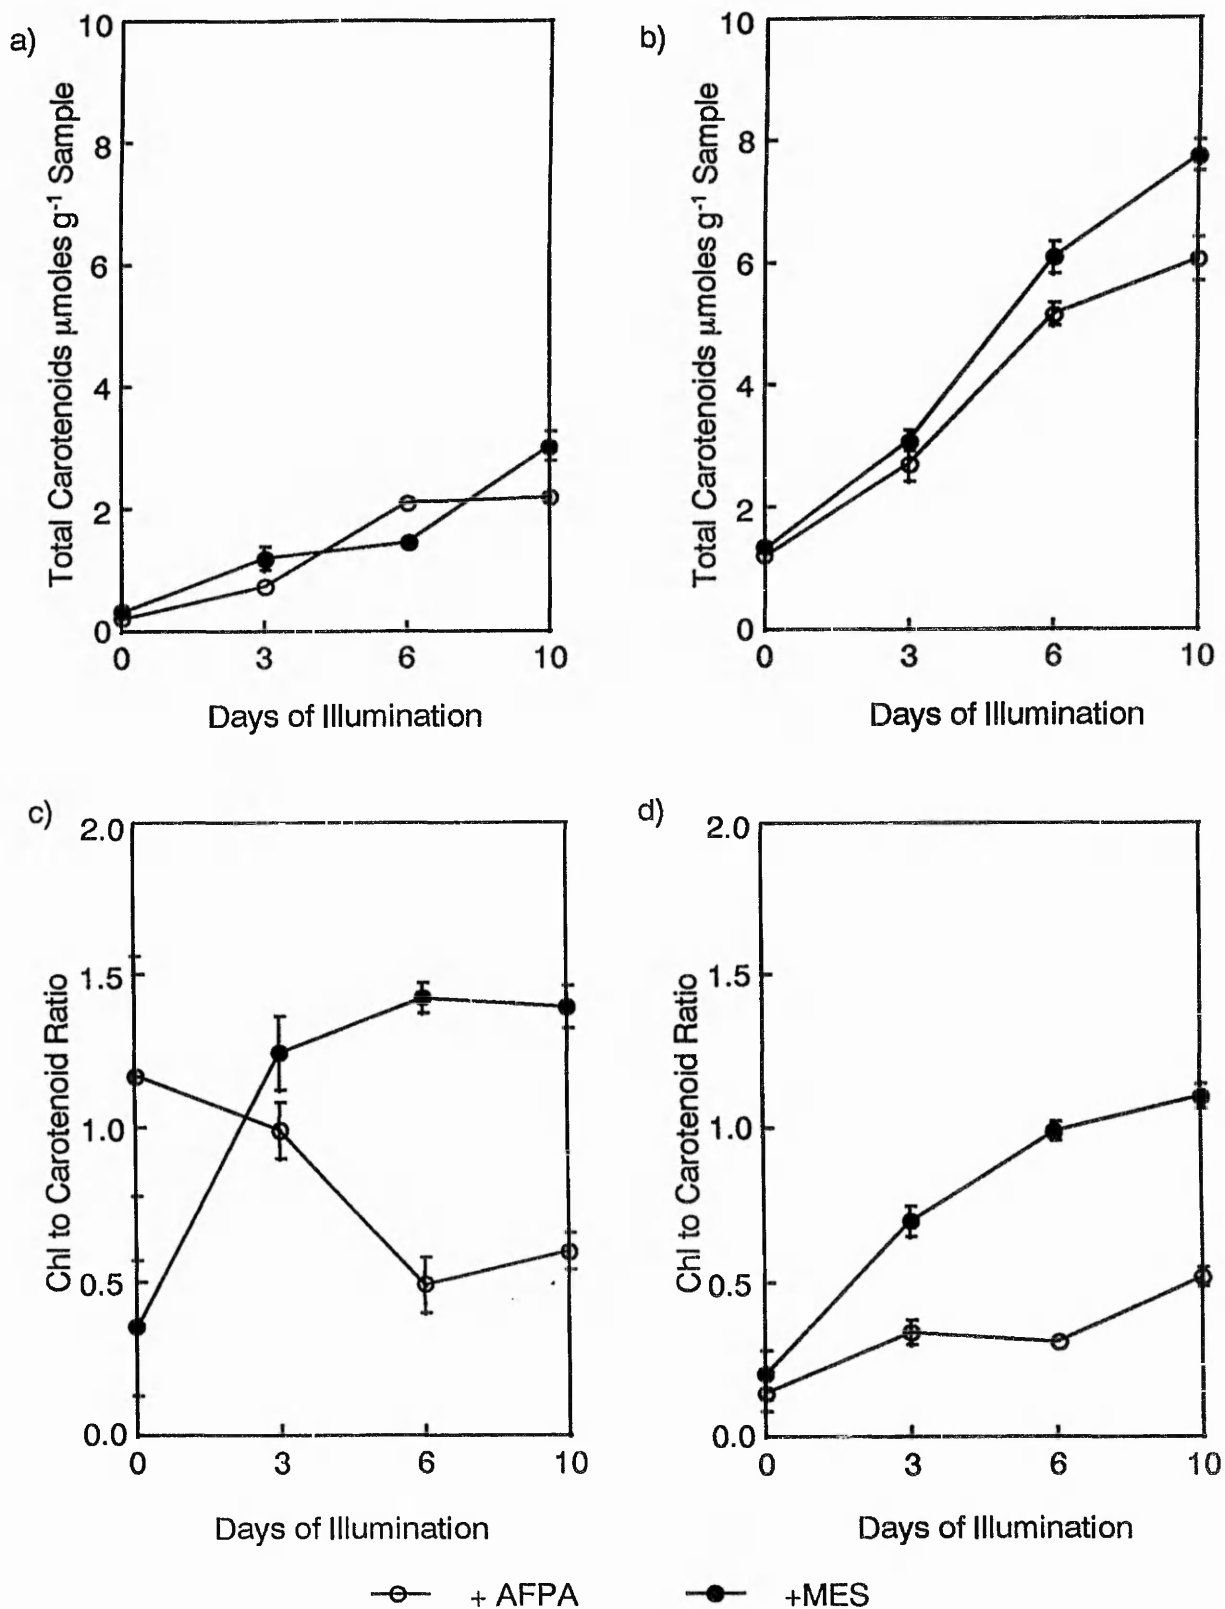 a)
10
8
6
4
2
0
Total Carotenoids μmoles g⁻¹ Sample
0 3 6 10
Days of Illumination
b)
10
8
6
4
2
0
Total Carotenoids μmoles g⁻¹ Sample
0 3 6 10
Days of Illumination
c)
2.0
1.5
1.0
0.5
0.0
Chl to Carotenoid Ratio
0 3 6 10
Days of Illumination
d)
2.0
1.5
1.0
0.5
0.0
Chl to Carotenoid Ratio
0 3 6 10
Days of Illumination
+ AFPA
+MES